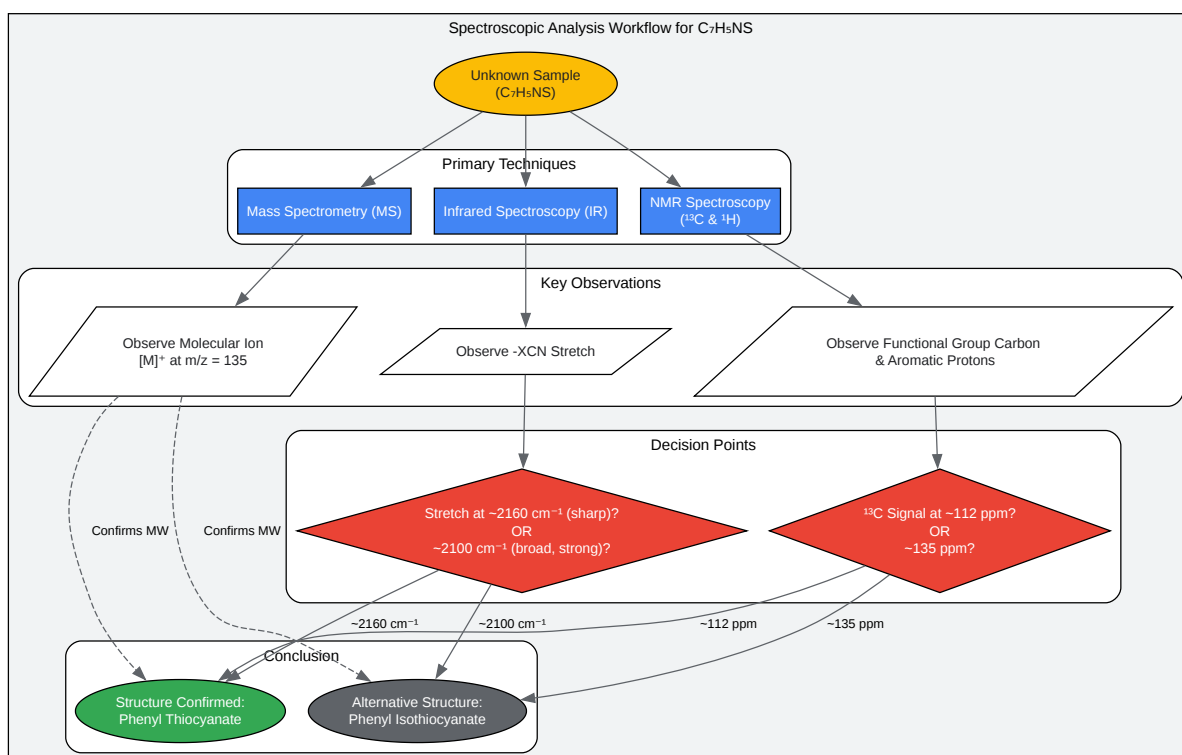 Spectroscopic Analysis Workflow for C₇H₅NS
Unknown Sample
(C₇H₅NS)
Primary Techniques
Mass Spectrometry (MS)
Infrared Spectroscopy (IR)
NMR Spectroscopy
(¹³C & ¹H)
Key Observations
Observe Molecular Ion
[M]⁺ at m/z = 135
Observe -XCN Stretch
Observe Functional Group Carbon
& Aromatic Protons
Decision Points
Stretch at ~2160 cm⁻¹ (sharp)?
OR
~2100 cm⁻¹ (broad, strong)?
¹³C Signal at ~112 ppm?
OR
~135 ppm?
Confirms MW
Confirms MW
~2160 cm⁻¹
~2100 cm⁻¹
~112 ppm
~135 ppm
Conclusion
Structure Confirmed:
Phenyl Thiocyanate
Alternative Structure:
Phenyl Isothiocyanate